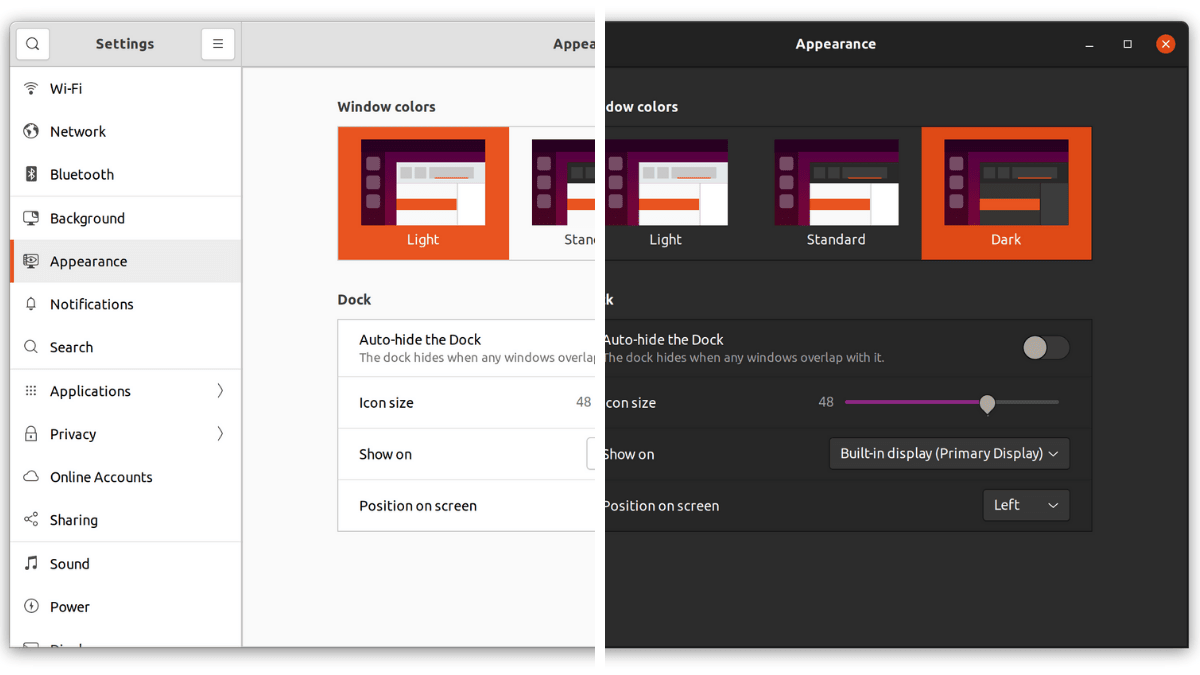 Settings
Wi-Fi
Network
Bluetooth
Background
Appearance
Notifications
Search
Applications
Privacy
Online Accounts
Sharing
Sound
Power
Appea
Window colors
Light
Stan
Dock
Auto-hide the Dock
The dock hides when any windows overlap
Icon size 48
Show on
Position on screen
Appearance
dow colors
Light Standard Dark
k
Auto-hide the Dock
The dock hides when any windows overlap with it.
Icon size 48
Show on Built-in display (Primary Display)
Position on screen Left